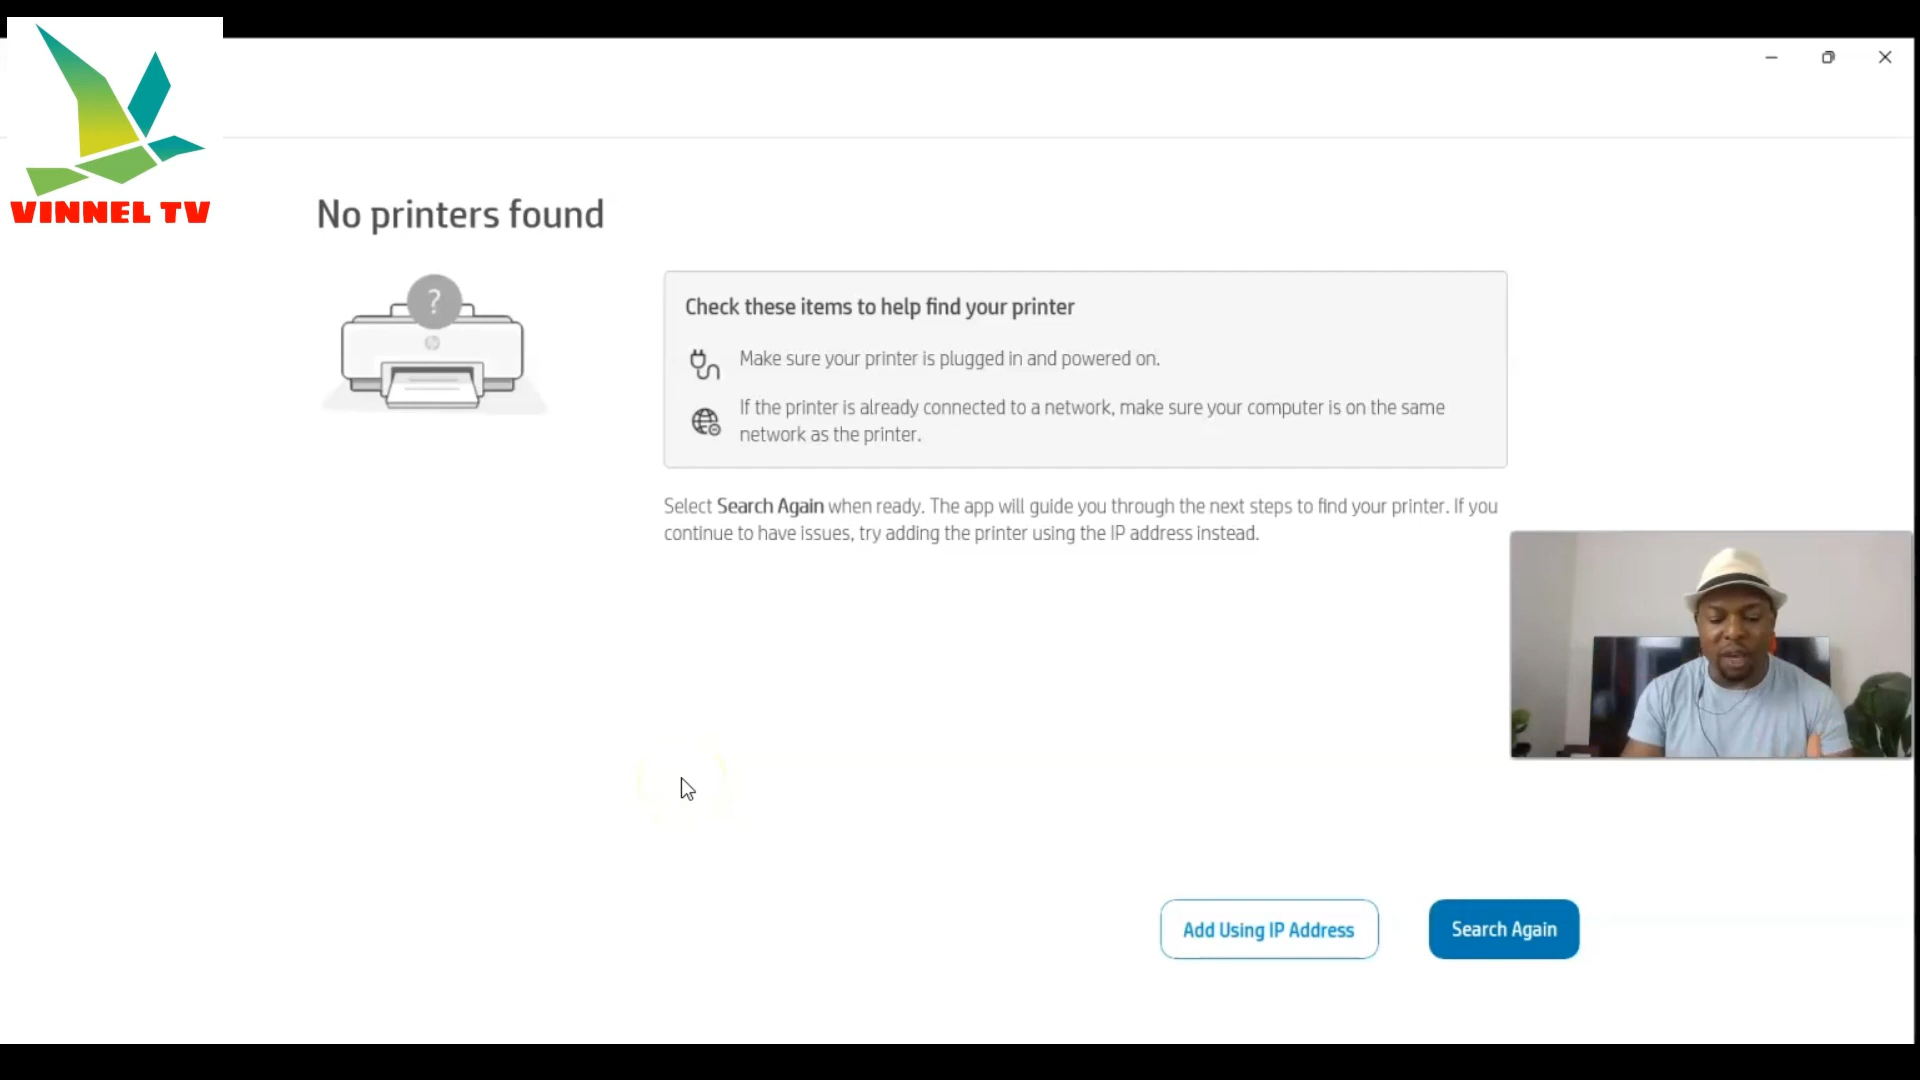 VINNEL TV
No printers found
?
hp
Check these items to help find your printer
Make sure your printer is plugged in and powered on.
If the printer is already connected to a network, make sure your computer is on the same
network as the printer.
Select Search Again when ready. The app will guide you through the next steps to find your printer. If you
continue to have issues, try adding the printer using the IP address instead.
Add Using IP Address
Search Again